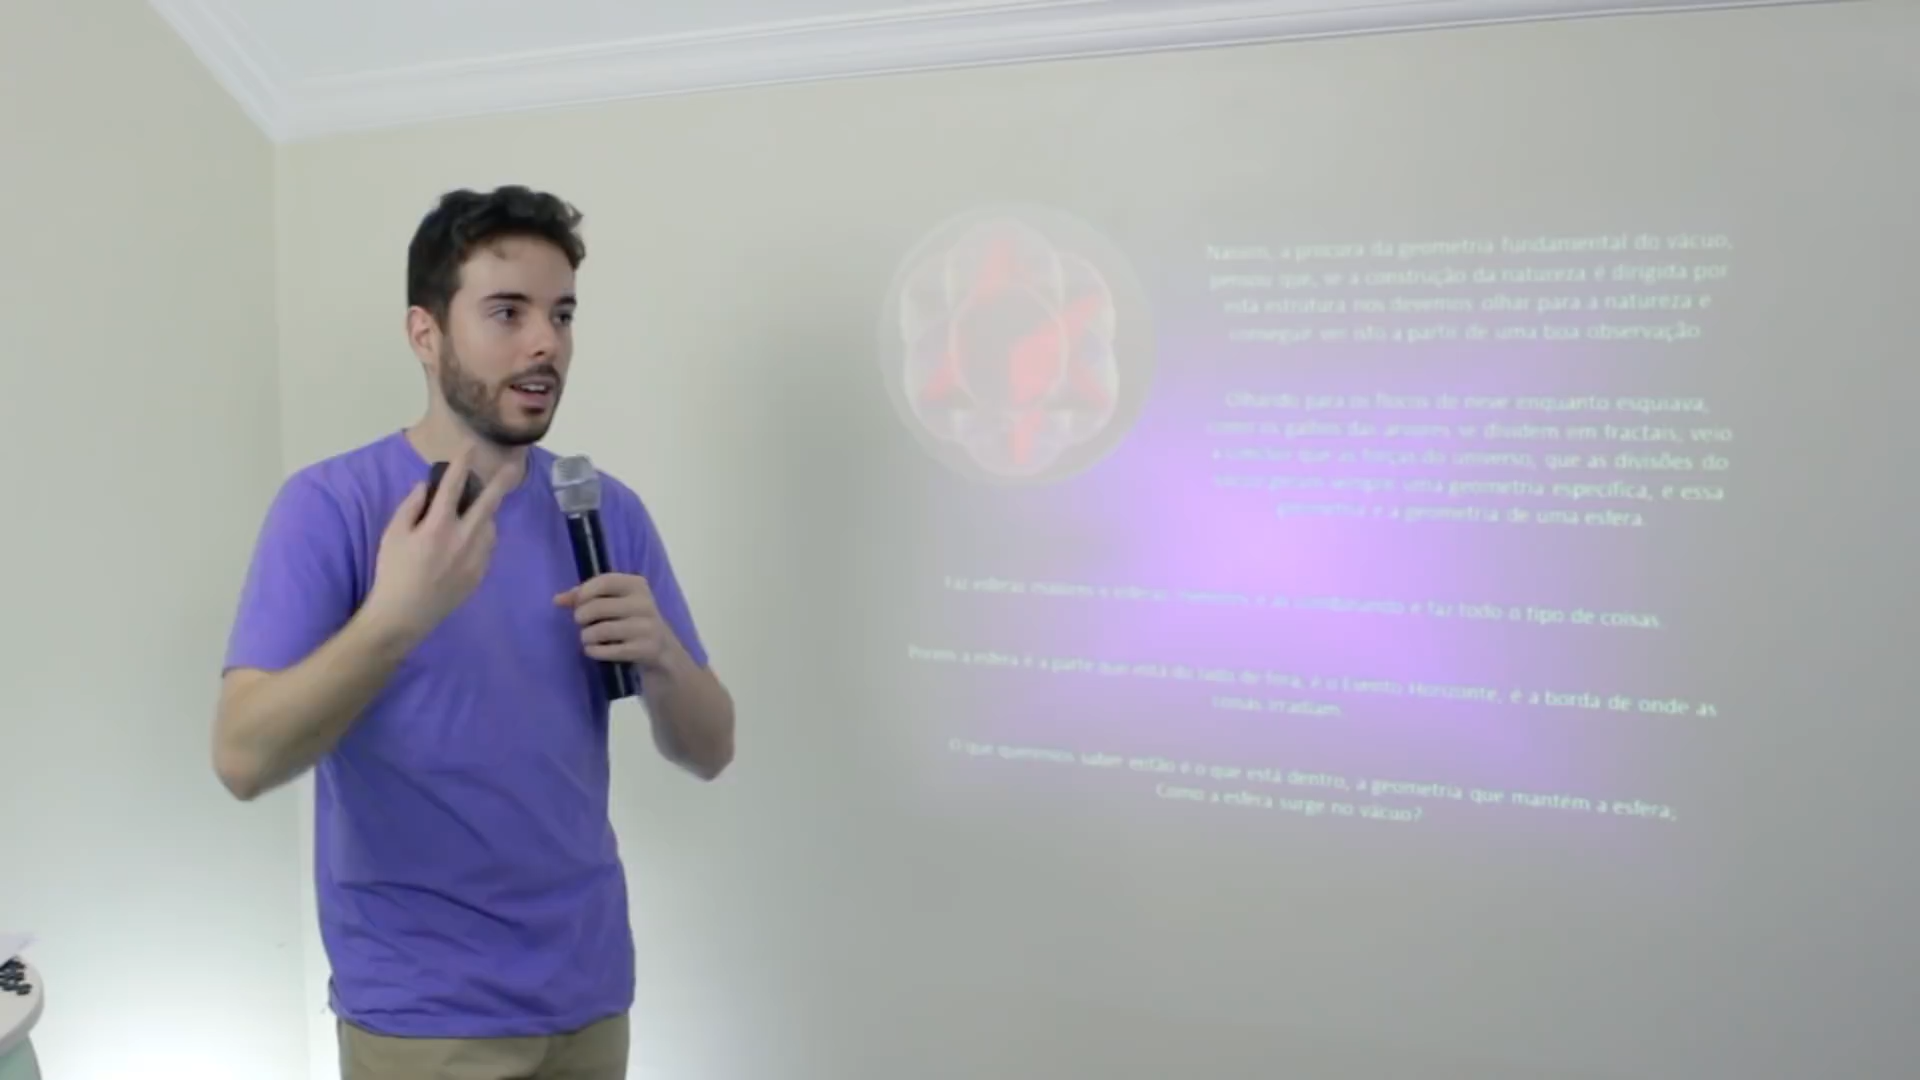 Nassim, a procura da geometria fundamental do vácuo,
pensou que, se a construção da natureza é dirigida por
esta estrutura nós devemos olhar para a natureza e
conseguir ver isto a partir de uma boa observação
Olhando para os flocos de neve enquanto esquiava,
como os galhos das árvores se dividem em fractais; veio
a concluir que as forças do universo, que as divisões do
vácuo geram sempre uma geometria específica, e essa
geometria é a geometria de uma esfera.
Faz esferas maiores e esferas menores e as combinando e faz todo o tipo de coisas.
Porém a esfera é a parte que está do lado de fora, é o Evento Horizonte, é a borda de onde as
coisas irradiam.
O que queremos saber então é o que está dentro, a geometria que mantém a esfera;
Como a esfera surge no vácuo?